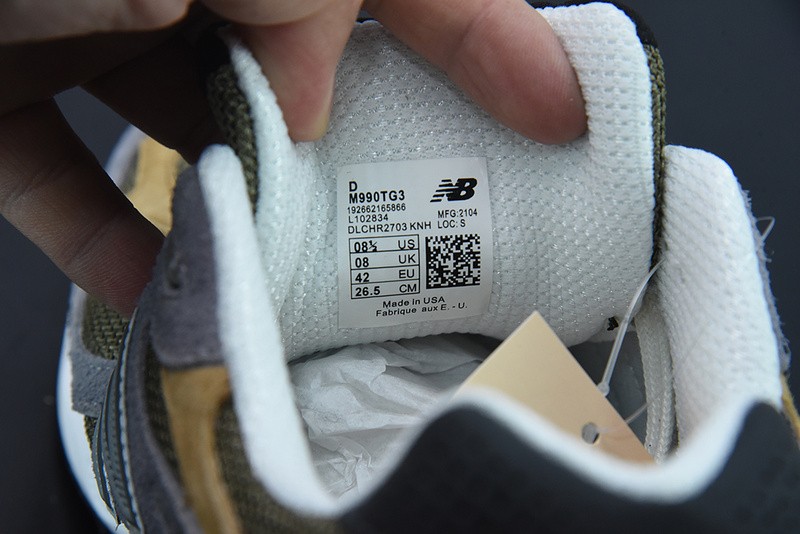 D
M990TG3
192662165866
L102834
DLCHR2703 KNH
NB
MFG:2104
LOC: S
08½ US
08 UK
42 EU
26.5 CM
Made in USA
Fabrique aux E. - U.